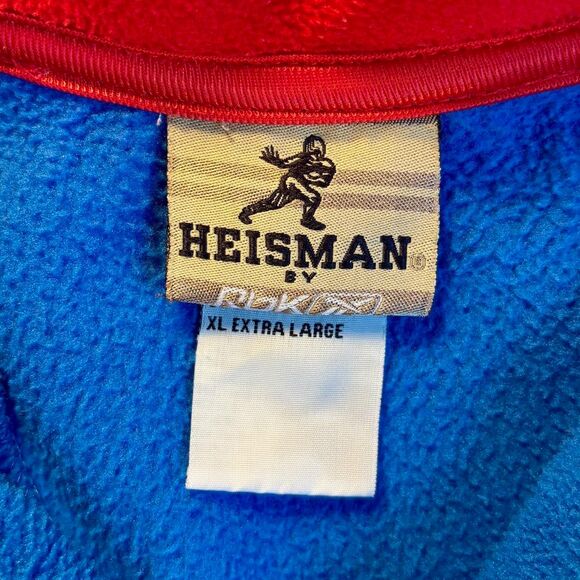 HEISMAN®
BY
RBK
XL EXTRA LARGE